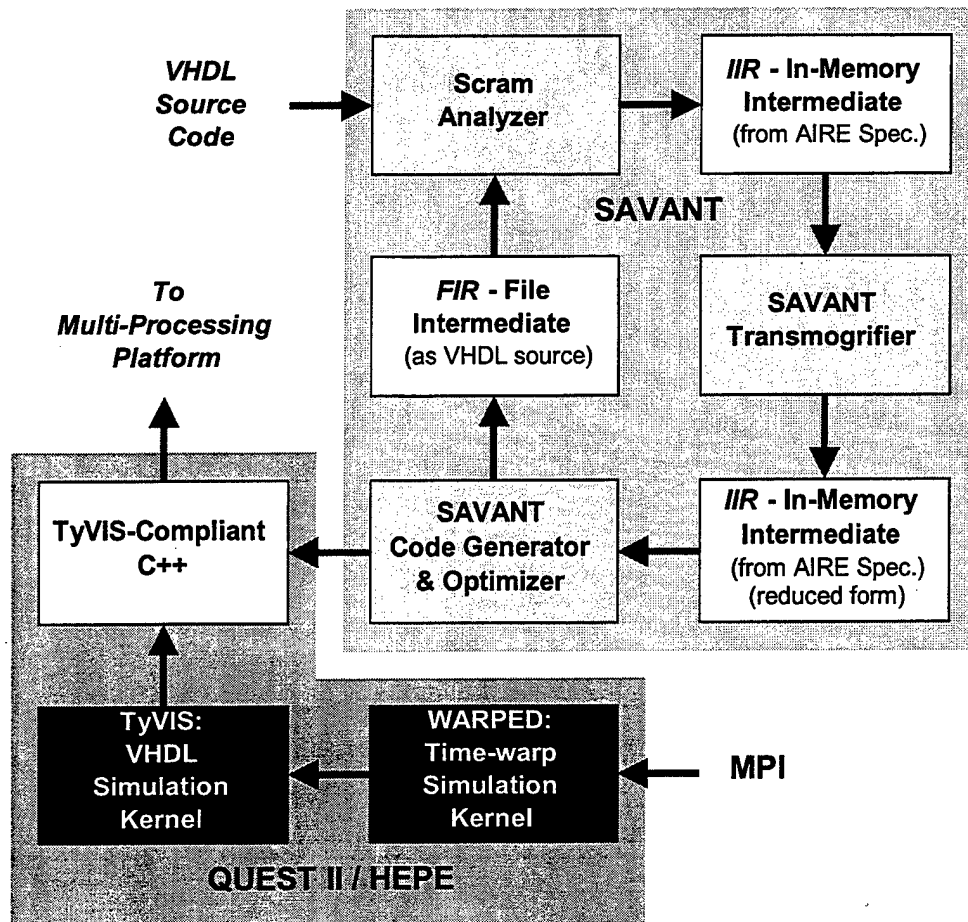 VHDL
Source
Code
Scram
Analyzer
IIR - In-Memory
Intermediate
(from AIRE Spec.)
SAVANT
To
Multi-Processing
Platform
FIR - File
Intermediate
(as VHDL source)
SAVANT
Transmogrifier
TyVIS-Compliant
C++
SAVANT
Code Generator
& Optimizer
IIR - In-Memory
Intermediate
(from AIRE Spec.)
(reduced form)
TyVIS:
VHDL
Simulation
Kernel
WARPED:
Time-warp
Simulation
Kernel
MPI
QUEST II / HEPE